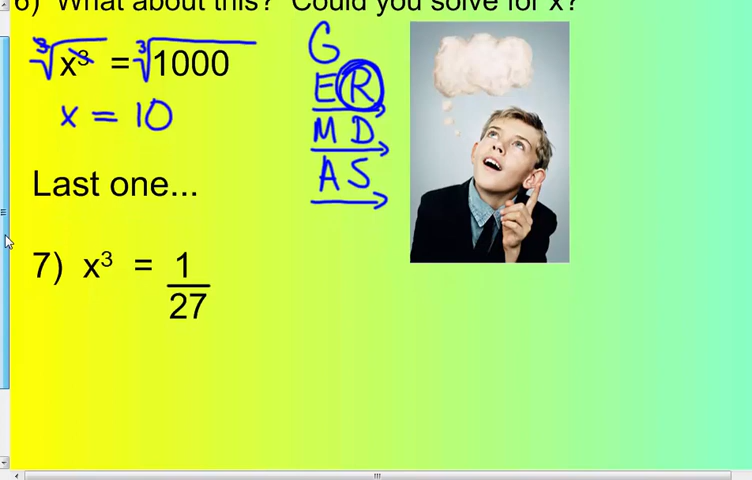 6) What about this? Could you solve for x?
∛x³ = ∛1000
x = 10
G
E R
M D
A S
Last one...
7) x³ = 1
27